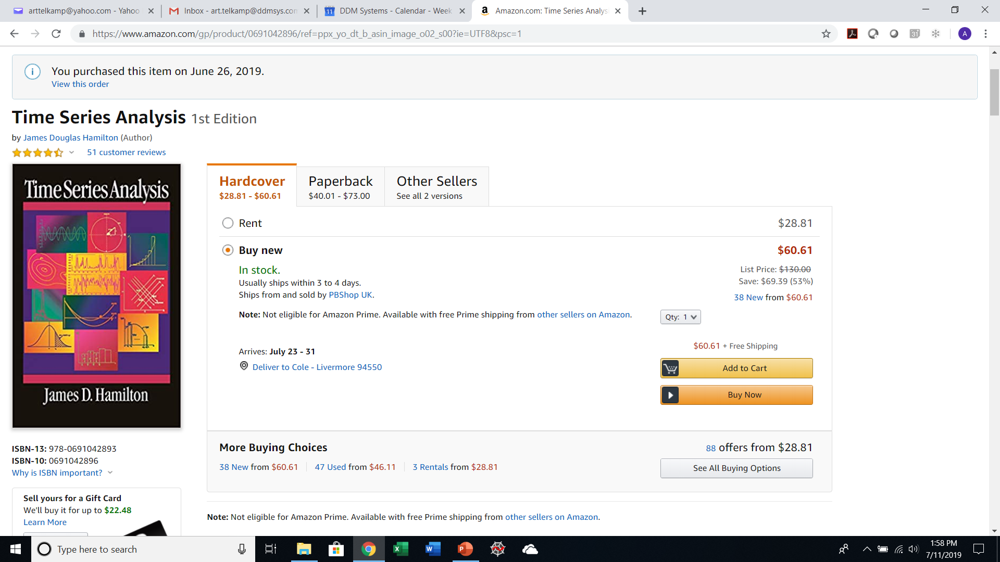 arttelkamp@yahoo.com - Yahoo
Inbox - art.telkamp@ddmsys.com
DDM Systems - Calendar - Week
Amazon.com: Time Series Analysi
https://www.amazon.com/gp/product/0691042896/ref=ppx_yo_dt_b_asin_image_o02_s00?ie=UTF8&psc=1
You purchased this item on June 26, 2019.
View this order
Time Series Analysis 1st Edition
by James Douglas Hamilton (Author)
51 customer reviews
Time Series Analysis
James D. Hamilton
ISBN-13: 978-0691042893
ISBN-10: 0691042896
Why is ISBN important?
Sell yours for a Gift Card
We'll buy it for up to $22.48
Learn More
Hardcover
$28.81 - $60.61
Paperback
$40.01 - $73.00
Other Sellers
See all 2 versions
Rent $28.81
Buy new $60.61
In stock.
Usually ships within 3 to 4 days.
Ships from and sold by PBShop UK.
List Price: $130.00
Save: $69.39 (53%)
38 New from $60.61
Note: Not eligible for Amazon Prime. Available with free Prime shipping from other sellers on Amazon.
Qty: 1
Arrives: July 23 - 31
Deliver to Cole - Livermore 94550
$60.61 + Free Shipping
Add to Cart
Buy Now
More Buying Choices
88 offers from $28.81
38 New from $60.61
47 Used from $46.11
3 Rentals from $28.81
See All Buying Options
Note: Not eligible for Amazon Prime. Available with free Prime shipping from other sellers on Amazon.
Type here to search
1:58 PM
7/11/2019